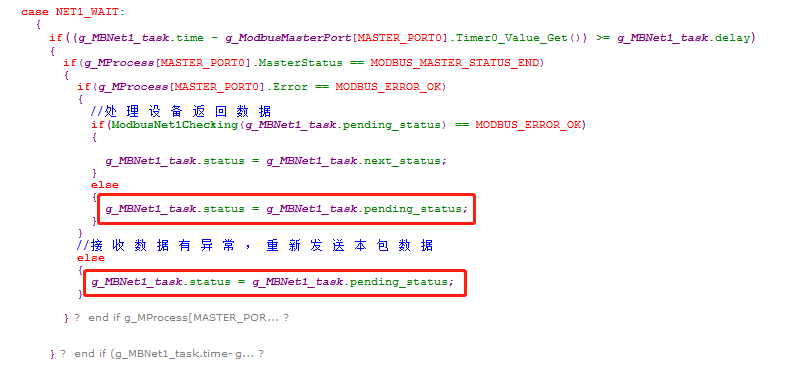 case NET1_WAIT:
{
if((g_MBNet1_task.time - g_ModbusMasterPort[MASTER_PORT0].Timer0_Value_Get()) >= g_MBNet1_task.delay)
{
if(g_MProcess[MASTER_PORT0].MasterStatus == MODBUS_MASTER_STATUS_END)
{
if(g_MProcess[MASTER_PORT0].Error == MODBUS_ERROR_OK)
{
//处理设备返回数据
if(ModbusNet1Checking(g_MBNet1_task.pending_status) == MODBUS_ERROR_OK)
{
g_MBNet1_task.status = g_MBNet1_task.next_status;
}
else
{
g_MBNet1_task.status = g_MBNet1_task.pending_status;
}
}
//接收数据有异常，重新发送本包数据
else
{
g_MBNet1_task.status = g_MBNet1_task.pending_status;
}
} ? end if g_MProcess[MASTER_POR... ?
} ? end if (g_MBNet1_task.time-g... ?